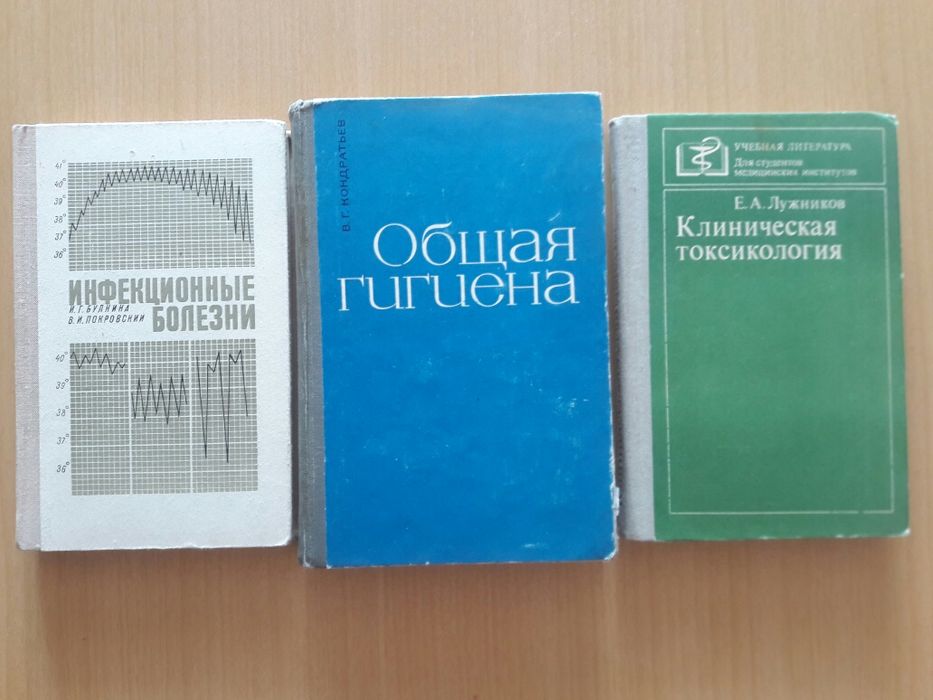 41°
40°
39°
38°
37°
36°
ИНФЕКЦИОННЫЕ
И.Г.БУЛКИНА
В.И.ПОКРОВСКИЙ
БОЛЕЗНИ
40°
39°
38°
37°
36°
В. Г. КОНДРАТЬЕВ
Общая
гигиена
УЧЕБНАЯ ЛИТЕРАТУРА
Для студентов
медицинских институтов
Е. А. Лужников
Клиническая
токсикология